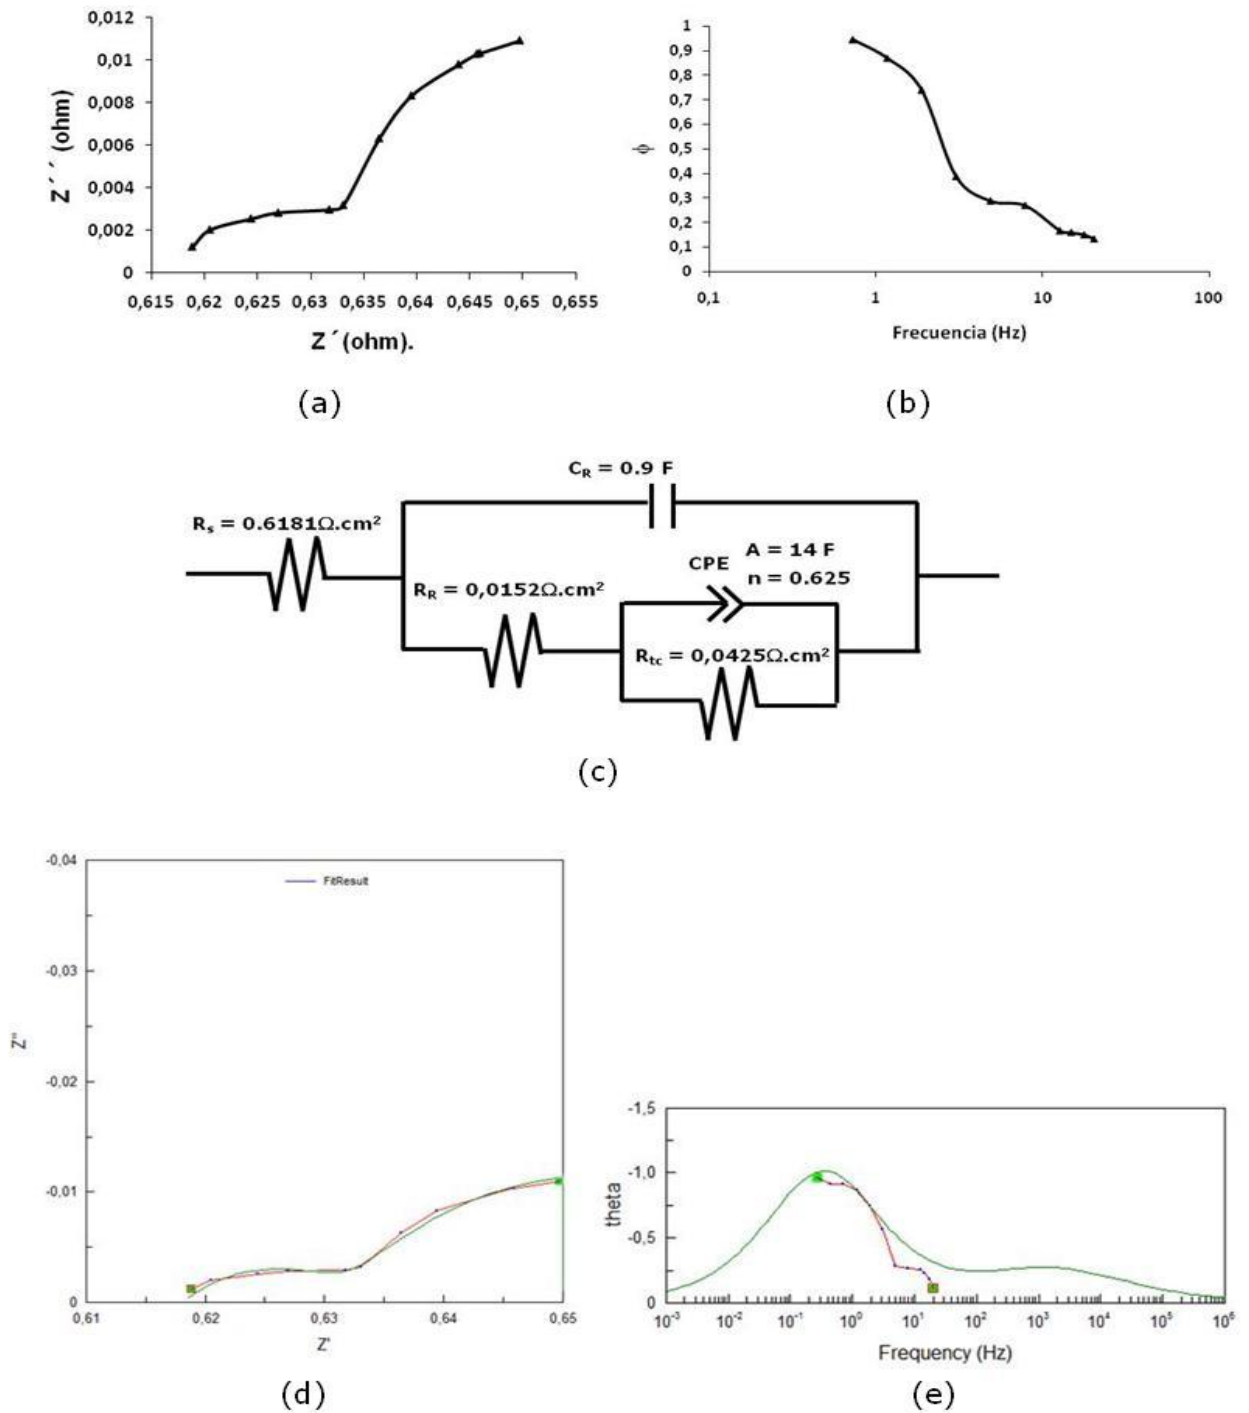 0,012
0,01
0,008
0,006
0,004
0,002
0
Z´´ (ohm)
0,615 0,62 0,625 0,63 0,635 0,64 0,645 0,65 0,655
Z´(ohm).
(a)
1
0,9
0,8
0,7
0,6
0,5
0,4
0,3
0,2
0,1
0
ϕ
0,1 1 10 100
Frecuencia (Hz)
(b)
C_R = 0.9 F
R_s = 0.6181Ω.cm²
CPE
A = 14 F
n = 0.625
R_R = 0,0152Ω.cm²
R_tc = 0,0425Ω.cm²
(c)
-0,04
-0,03
-0,02
-0,01
0
Z''
FitResult
0,61 0,62 0,63 0,64 0,65
Z'
(d)
-1,5
-1,0
-0,5
0
theta
10⁻³ 10⁻² 10⁻¹ 10⁰ 10¹ 10² 10³ 10⁴ 10⁵ 10⁶
Frequency (Hz)
(e)